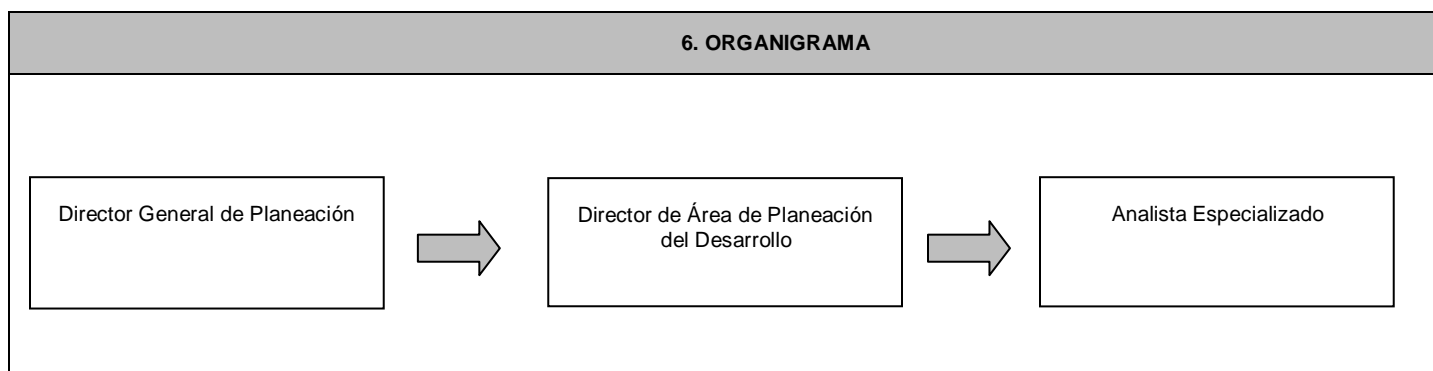 6. ORGANIGRAMA
Director General de Planeación
Director de Área de Planeación
del Desarrollo
Analista Especializado